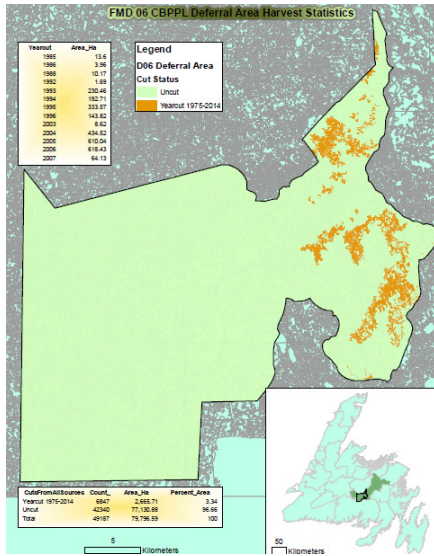 FMD 06 CBPPL Deferral Area Harvest Statistics
Yearout Area_Ha
1985 13.6
1986 3.96
1988 10.17
1992 1.69
1993 230.46
1994 192.71
1995 333.57
1996 143.82
2003 8.62
2004 434.52
2005 610.04
2006 618.43
2007 64.13
Legend
D06 Deferral Area
Cut Status
Uncut
Yearout 1975-2014
CutsFromAllSources Count_ Area_Ha Percent_Area
Yearcut 1975-2014 6847 2,665.71 3.34
Uncut 42340 77,130.88 96.66
Total 49187 79,796.59 100
5
Kilometers
50
Kilometers